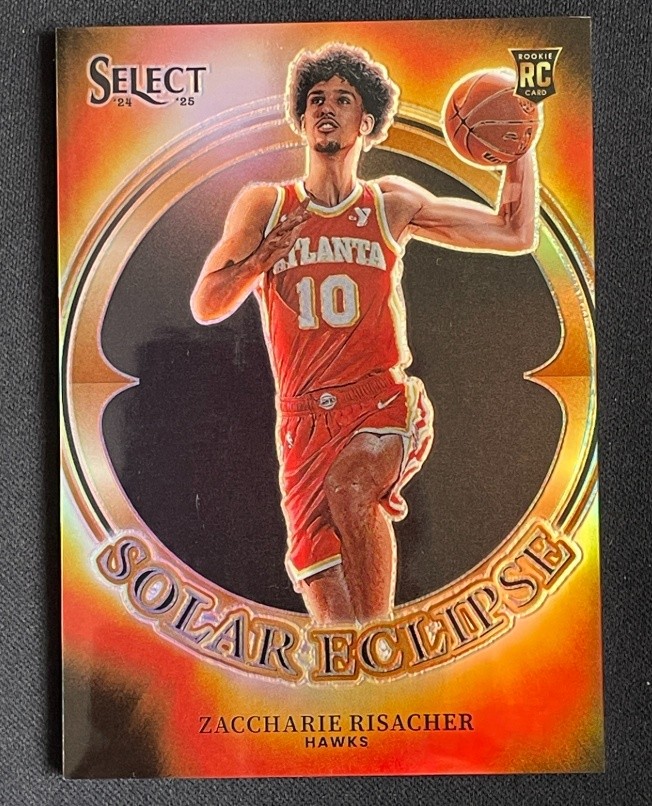 SELECT
'24 '25
ROOKIE
RC
CARD
ATLANTA
10
SOLAR ECLIPSE
ZACCHARIE RISACHER
HAWKS